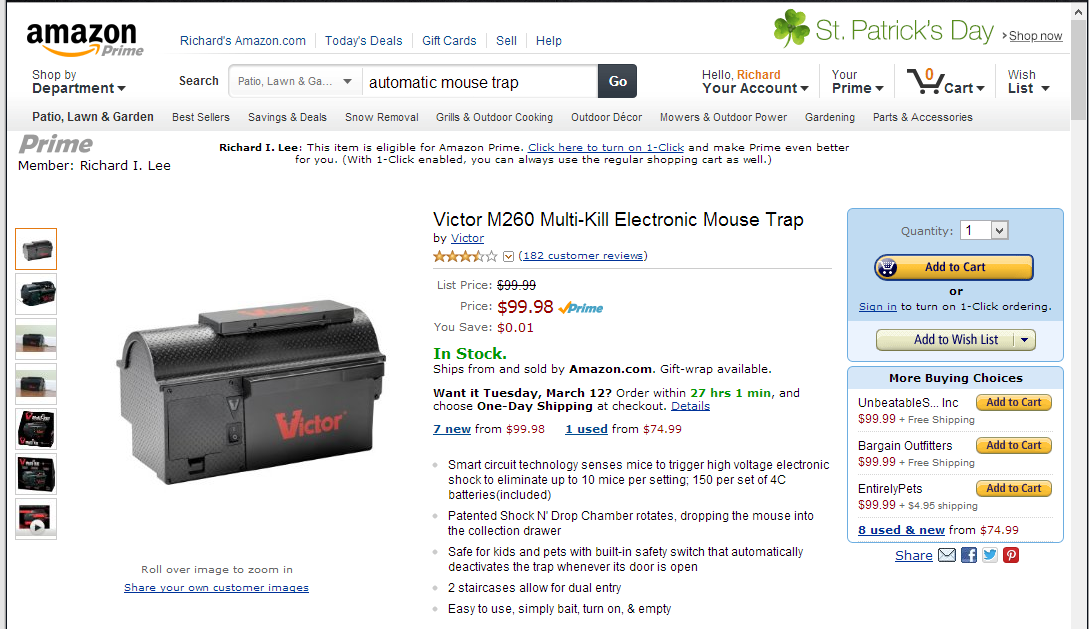 amazon
Prime
Richard's Amazon.com
Today's Deals
Gift Cards
Sell
Help
St. Patrick's Day
Shop now
Shop by
Department
Search
Patio, Lawn & Ga...
automatic mouse trap
Go
Hello, Richard
Your Account
Your
Prime
0
Cart
Wish
List
Patio, Lawn & Garden
Best Sellers
Savings & Deals
Snow Removal
Grills & Outdoor Cooking
Outdoor Décor
Mowers & Outdoor Power
Gardening
Parts & Accessories
Prime
Member: Richard I. Lee
Richard I. Lee: This item is eligible for Amazon Prime. Click here to turn on 1-Click and make Prime even better
for you. (With 1-Click enabled, you can always use the regular shopping cart as well.)
Victor
Victor
V
Roll over image to zoom in
Share your own customer images
Victor M260 Multi-Kill Electronic Mouse Trap
by Victor
(182 customer reviews)
List Price: $99.99
Price: $99.98 Prime
You Save: $0.01
In Stock.
Ships from and sold by Amazon.com. Gift-wrap available.
Want it Tuesday, March 12? Order within 27 hrs 1 min, and
choose One-Day Shipping at checkout. Details
7 new from $99.98 1 used from $74.99
Smart circuit technology senses mice to trigger high voltage electronic
shock to eliminate up to 10 mice per setting; 150 per set of 4C
batteries(included)
Patented Shock N' Drop Chamber rotates, dropping the mouse into
the collection drawer
Safe for kids and pets with built-in safety switch that automatically
deactivates the trap whenever its door is open
2 staircases allow for dual entry
Easy to use, simply bait, turn on, & empty
Quantity: 1
Add to Cart
or
Sign in to turn on 1-Click ordering.
Add to Wish List
More Buying Choices
UnbeatableS... Inc
Add to Cart
$99.99 + Free Shipping
Bargain Outfitters
Add to Cart
$99.99 + Free Shipping
EntirelyPets
Add to Cart
$99.99 + $4.95 shipping
8 used & new from $74.99
Share